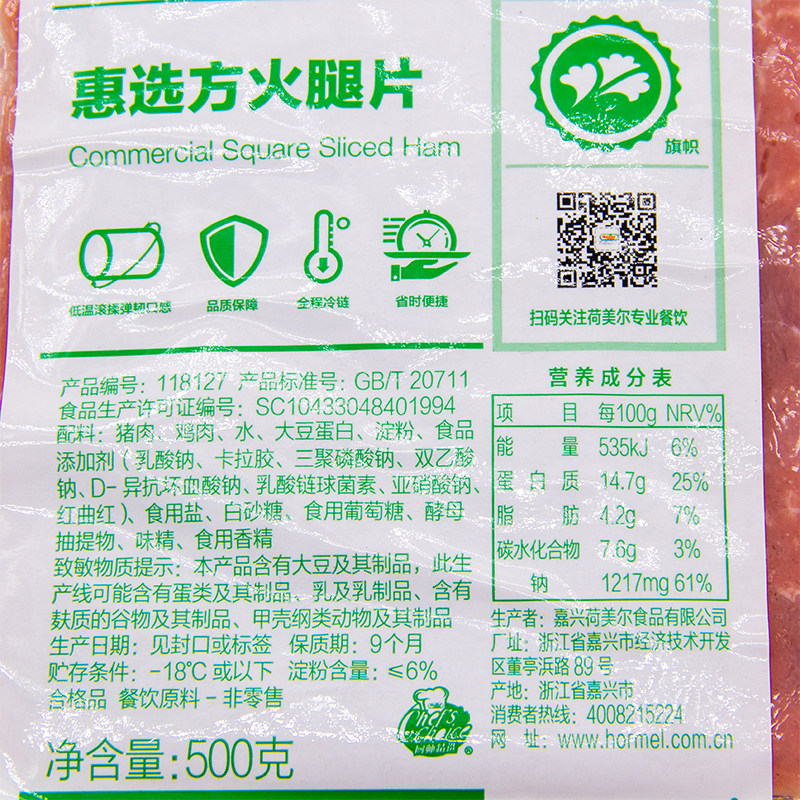 惠选方火腿片
Commercial Square Sliced Ham
低温滚揉弹韧口感
品质保障
全程冷链
省时便捷
旗帜
扫码关注荷美尔专业餐饮
产品编号：118127 产品标准号：GB/T 20711
食品生产许可证编号：SC10433048401994
配料：猪肉、鸡肉、水、大豆蛋白、淀粉、食品
添加剂（乳酸钠、卡拉胶、三聚磷酸钠、双乙酸
钠、D-异抗坏血酸钠、乳酸链球菌素、亚硝酸钠、
红曲红）、食用盐、白砂糖、食用葡萄糖、酵母
抽提物、味精、食用香精
致敏物质提示：本产品含有大豆及其制品，此生
产线可能含有蛋类及其制品、乳及乳制品、含有
麸质的谷物及其制品、甲壳纲类动物及其制品
生产日期：见封口或标签 保质期：9个月
贮存条件：-18℃或以下 淀粉含量：≤6%
合格品 餐饮原料-非零售
净含量：500克
Chef's
Choice
厨师精选
®
营养成分表
项 目 每100g NRV%
能 量 535kJ 6%
蛋白质 14.7g 25%
脂 肪 4.2g 7%
碳水化合物 7.6g 3%
钠 1217mg 61%
生产者：嘉兴荷美尔食品有限公司
厂址：浙江省嘉兴市经济技术开发
区董亭浜路89号
产地：浙江省嘉兴市
消费者热线：4008215224
网 址：www.hormel.com.cn